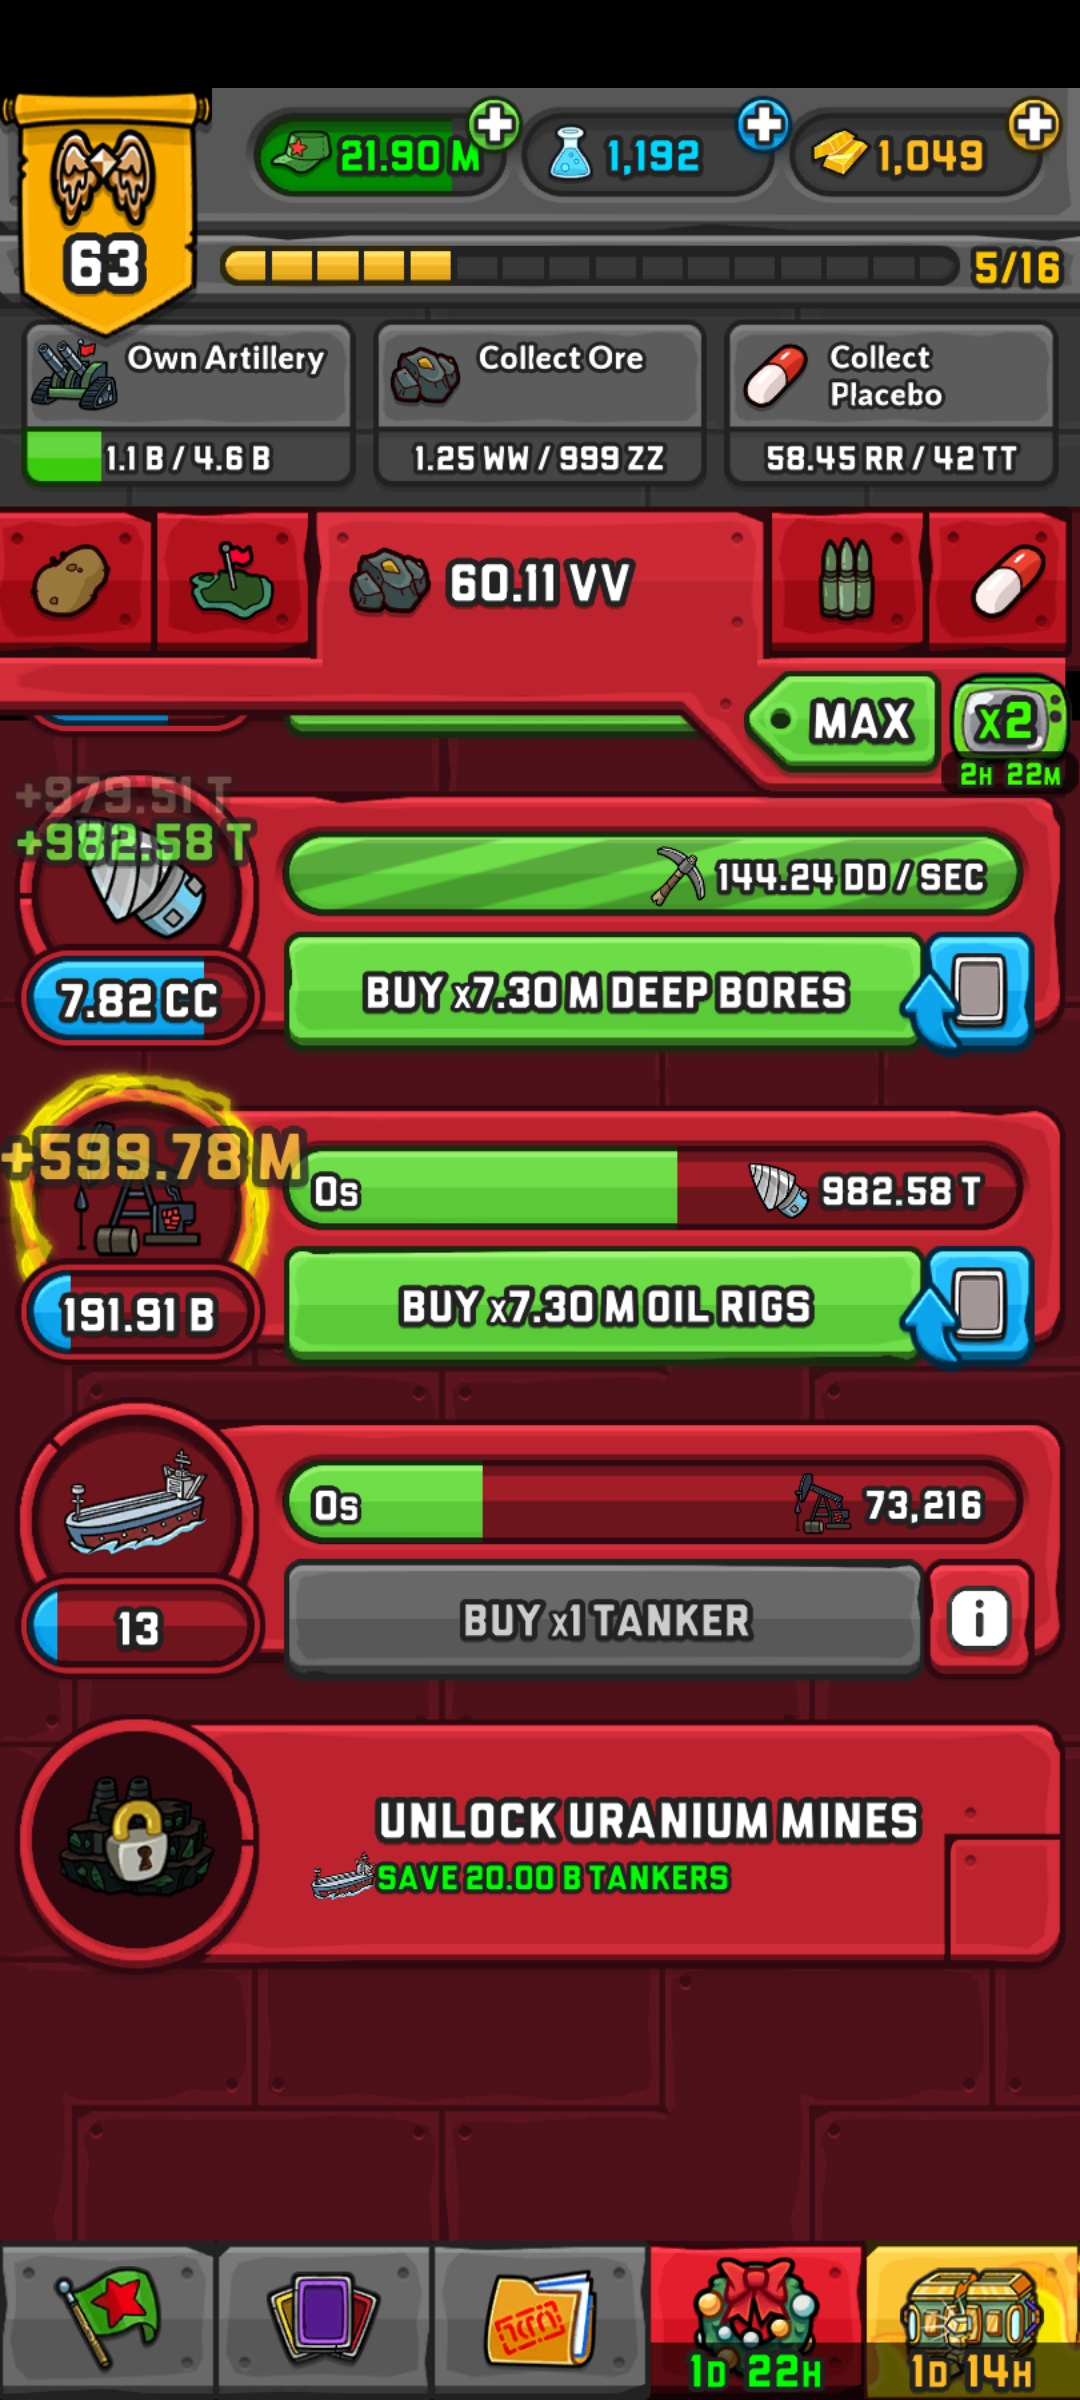 21.90 M
1,192
1,049
63
5/16
Own Artillery
1.1 B / 4.6 B
Collect Ore
1.25 WW / 999 ZZ
Collect
Placebo
58.45 RR / 42 TT
60.11 VV
MAX
x2
2H 22M
+979.51 T
+982.58 T
144.24 DD / SEC
7.82 CC
BUY x7.30 M DEEP BORES
+599.78 M
0s
982.58 T
191.91 B
BUY x7.30 M OIL RIGS
0s
73,216
13
BUY x1 TANKER
i
UNLOCK URANIUM MINES
SAVE 20.00 B TANKERS
1D 22H
1D 14H